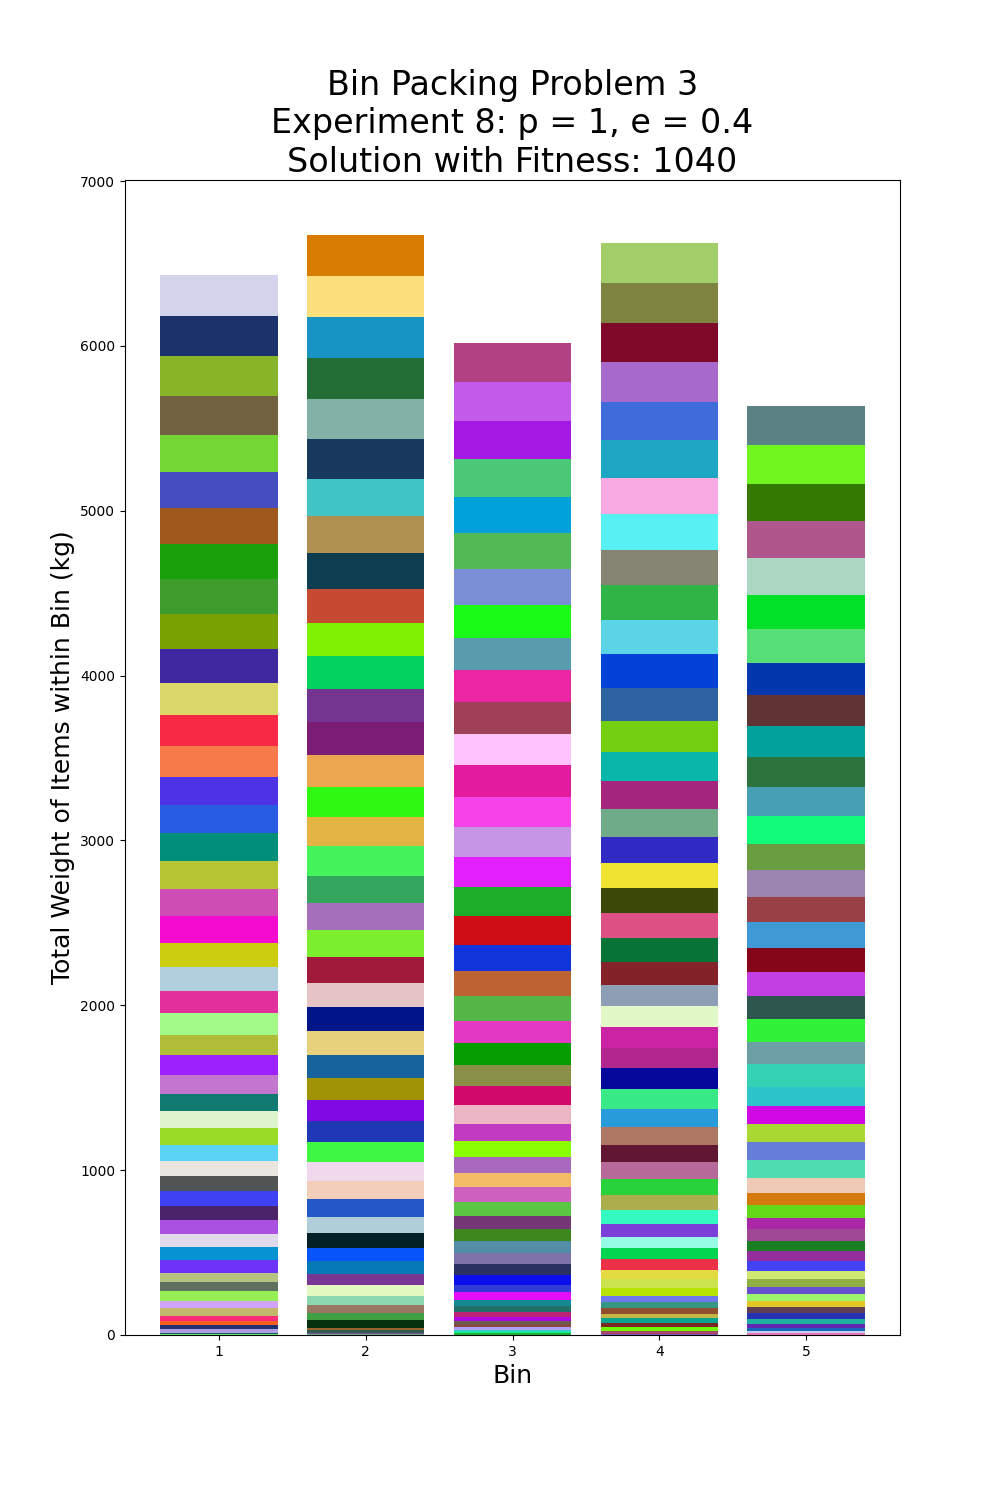 Bin Packing Problem 3
Experiment 8: p = 1, e = 0.4
Solution with Fitness: 1040
7000
6000
5000
4000
3000
2000
1000
0
Total Weight of Items within Bin (kg)
1 2 3 4 5
Bin